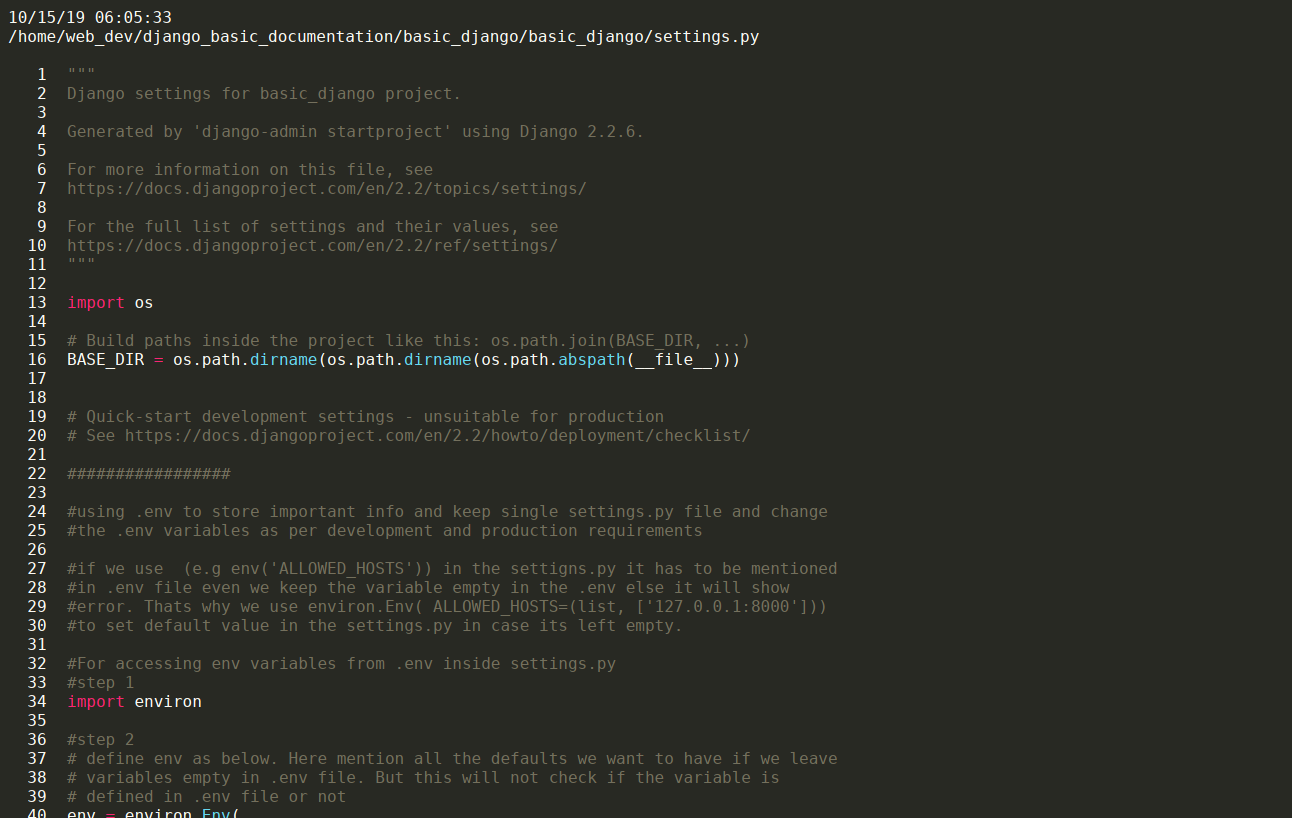 10/15/19 06:05:33
/home/web_dev/django_basic_documentation/basic_django/basic_django/settings.py
1 """
2 Django settings for basic_django project.
3
4 Generated by 'django-admin startproject' using Django 2.2.6.
5
6 For more information on this file, see
7 https://docs.djangoproject.com/en/2.2/topics/settings/
8
9 For the full list of settings and their values, see
10 https://docs.djangoproject.com/en/2.2/ref/settings/
11 """
12
13 import os
14
15 # Build paths inside the project like this: os.path.join(BASE_DIR, ...)
16 BASE_DIR = os.path.dirname(os.path.dirname(os.path.abspath(__file__)))
17
18
19 # Quick-start development settings - unsuitable for production
20 # See https://docs.djangoproject.com/en/2.2/howto/deployment/checklist/
21
22 #################
23
24 #using .env to store important info and keep single settings.py file and change
25 #the .env variables as per development and production requirements
26
27 #if we use  (e.g env('ALLOWED_HOSTS')) in the settigns.py it has to be mentioned
28 #in .env file even we keep the variable empty in the .env else it will show
29 #error. Thats why we use environ.Env( ALLOWED_HOSTS=(list, ['127.0.0.1:8000']))
30 #to set default value in the settings.py in case its left empty.
31
32 #For accessing env variables from .env inside settings.py
33 #step 1
34 import environ
35
36 #step 2
37 # define env as below. Here mention all the defaults we want to have if we leave
38 # variables empty in .env file. But this will not check if the variable is
39 # defined in .env file or not
40 env = environ.Env(